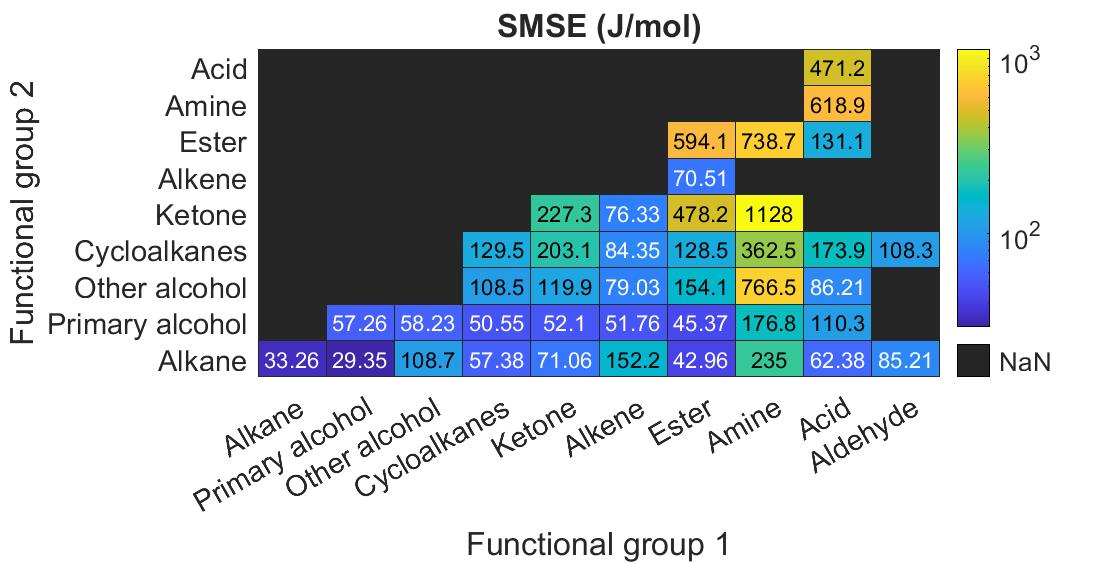 SMSE (J/mol)
Functional group 2
Acid 471.2
Amine 618.9
Ester 594.1 738.7 131.1
Alkene 70.51
Ketone 227.3 76.33 478.2 1128
Cycloalkanes 129.5 203.1 84.35 128.5 362.5 173.9 108.3
Other alcohol 108.5 119.9 79.03 154.1 766.5 86.21
Primary alcohol 57.26 58.23 50.55 52.1 51.76 45.37 176.8 110.3
Alkane 33.26 29.35 108.7 57.38 71.06 152.2 42.96 235 62.38 85.21
10³
10²
NaN
Alkane
Primary alcohol
Other alcohol
Cycloalkanes
Ketone
Alkene
Ester
Amine
Acid
Aldehyde
Functional group 1